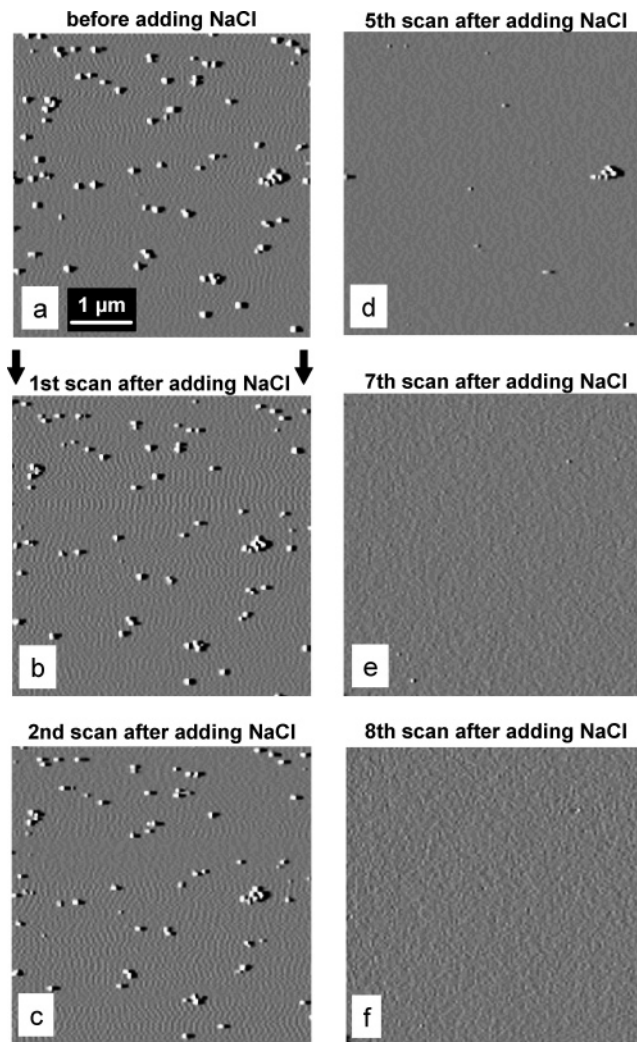 before adding NaCl
a
1 µm
1st scan after adding NaCl
b
2nd scan after adding NaCl
c
5th scan after adding NaCl
d
7th scan after adding NaCl
e
8th scan after adding NaCl
f